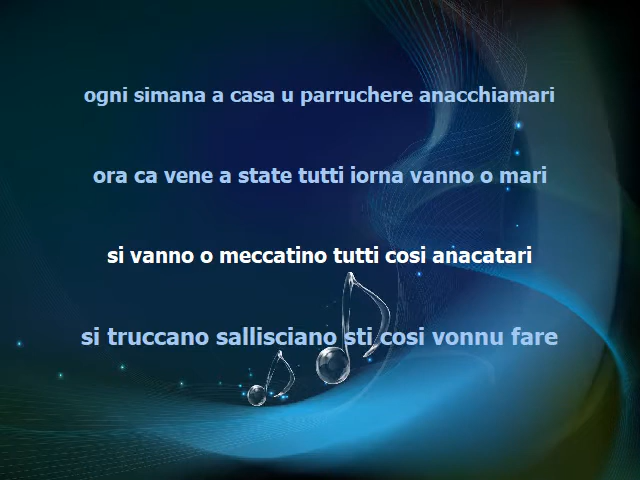 ogni simana a casa u parruchere anacchiamari
ora ca vene a state tutti iorna vanno o mari
si vanno o meccatino tutti cosi anacatari
si truccano sallisciano sti cosi vonnu fare